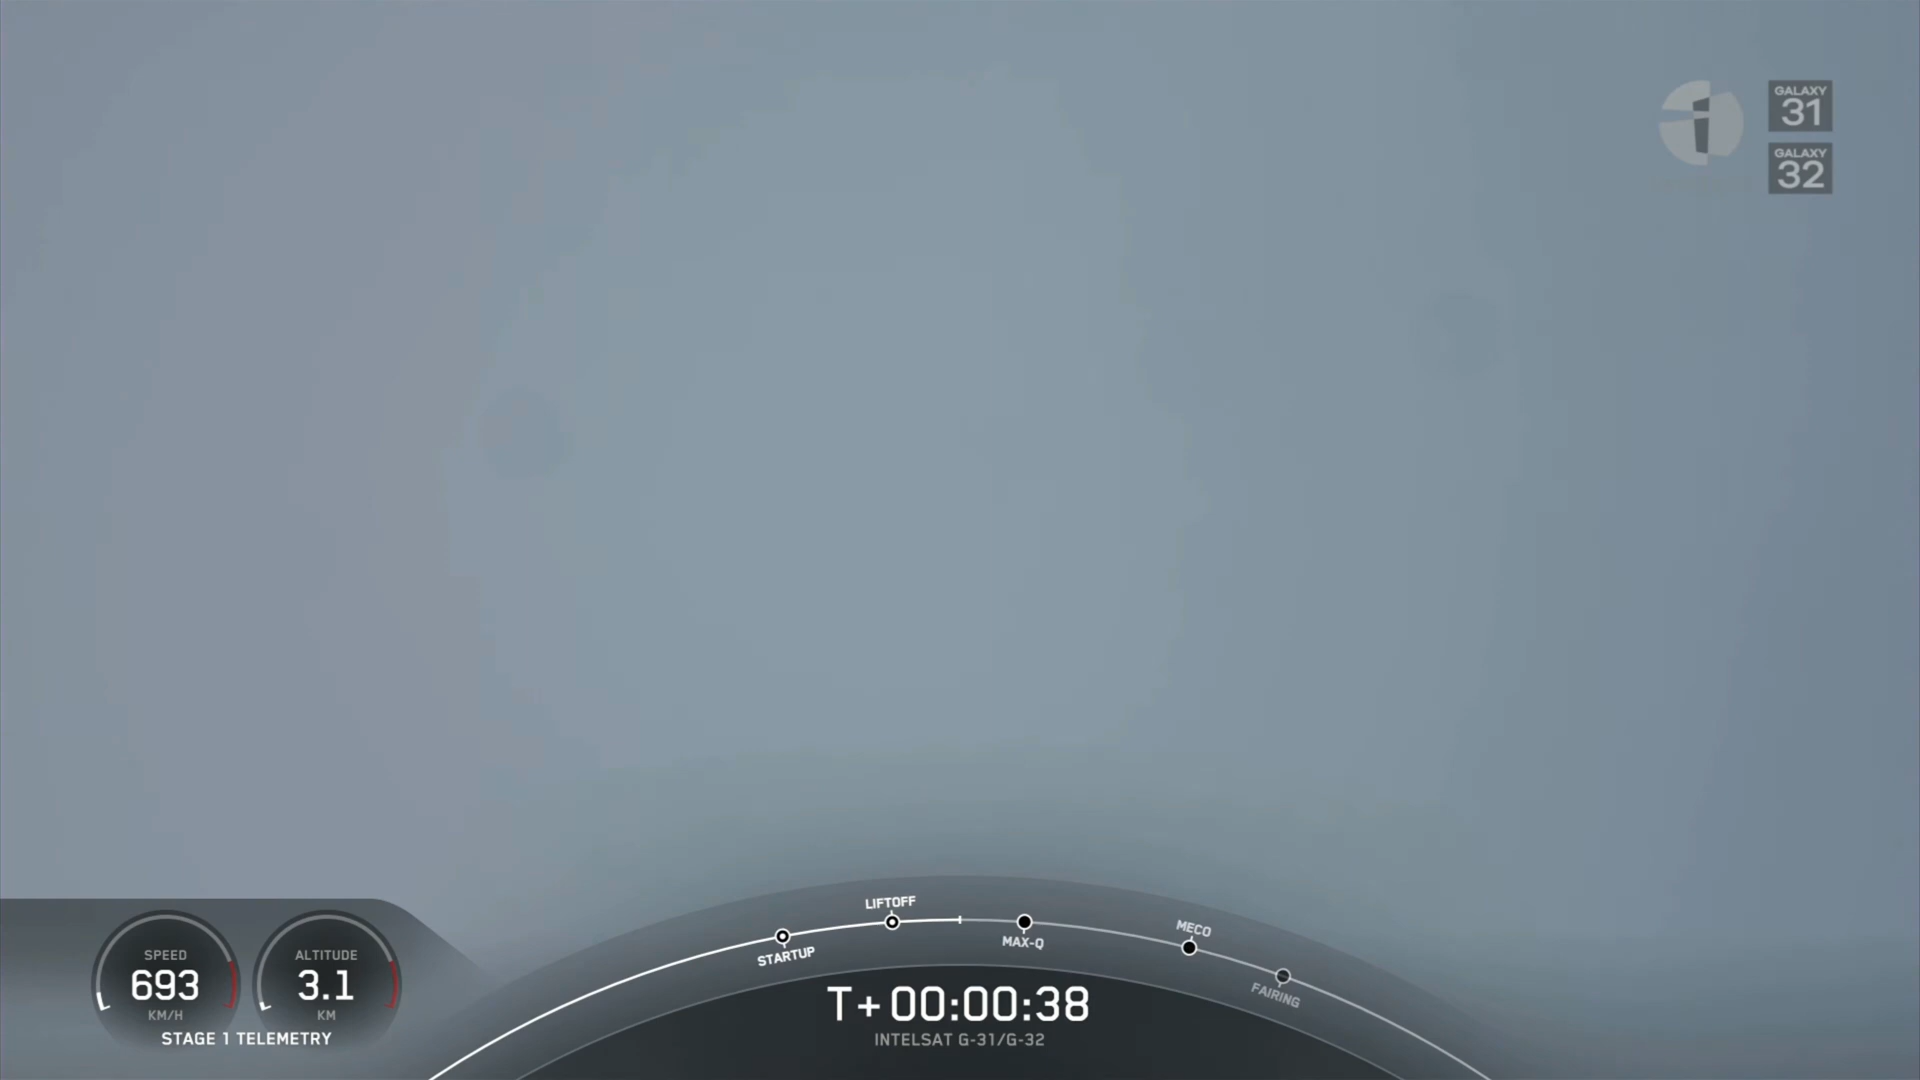 GALAXY
31
GALAXY
32
LIFTOFF
STARTUP
MAX-Q
MECO
FAIRING
SPEED
693
KM/H
ALTITUDE
3.1
KM
STAGE 1 TELEMETRY
T+00:00:38
INTELSAT G-31/G-32